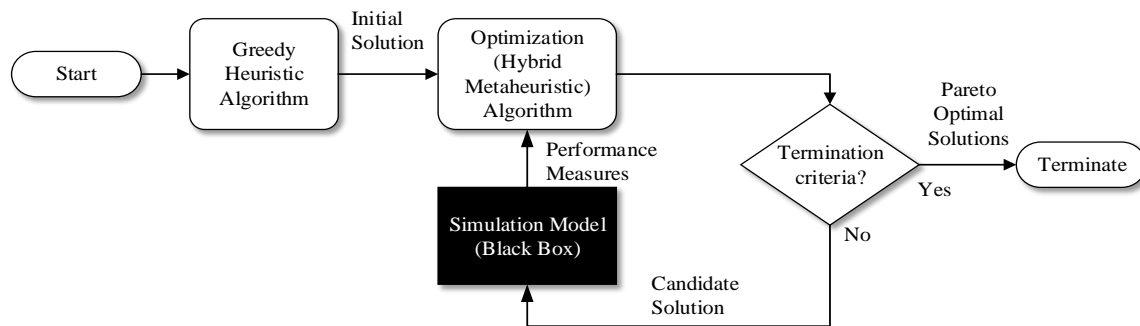 Start
Greedy
Heuristic
Algorithm
Initial
Solution
Optimization
(Hybrid
Metaheuristic)
Algorithm
Performance
Measures
Simulation Model
(Black Box)
Termination
criteria?
Pareto
Optimal
Solutions
Yes
Terminate
No
Candidate
Solution